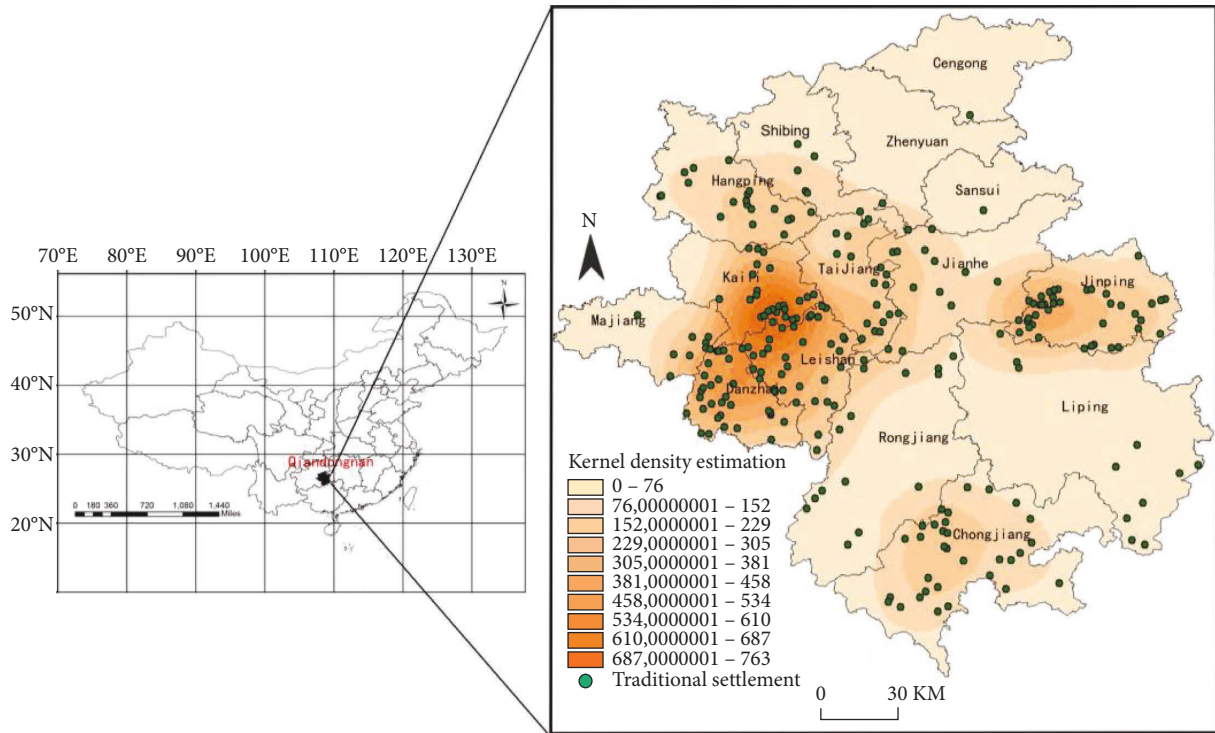 70°E 80°E 90°E 100°E 110°E 120°E 130°E
50°N
40°N
30°N
20°N
N
Qiandongnan
0 180 360 720 1,080 1,440
Miles
N
Cengong
Shibing
Zhenyuan
Hangping
Sansui
Kaili
TaiJiang
Jianhe
Jinping
Majiang
Leishan
Danzhai
Liping
Rongjiang
Chongjiang
Kernel density estimation
0 – 76
76,0000001 – 152
152,0000001 – 229
229,0000001 – 305
305,0000001 – 381
381,0000001 – 458
458,0000001 – 534
534,0000001 – 610
610,0000001 – 687
687,0000001 – 763
Traditional settlement
0 30 KM